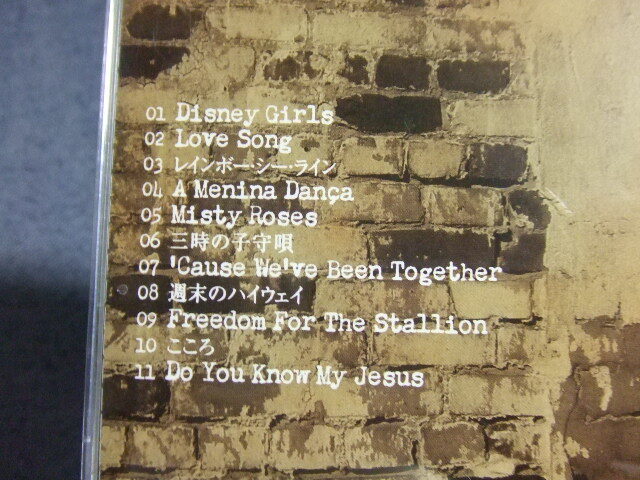 01 Disney Girls
02 Love Song
03 レインボー・シー・ライン
04 A Menina Dança
05 Misty Roses
06 三時の子守唄
07 'Cause We've Been Together
08 週末のハイウェイ
09 Freedom For The Stallion
10 こころ
11 Do You Know My Jesus